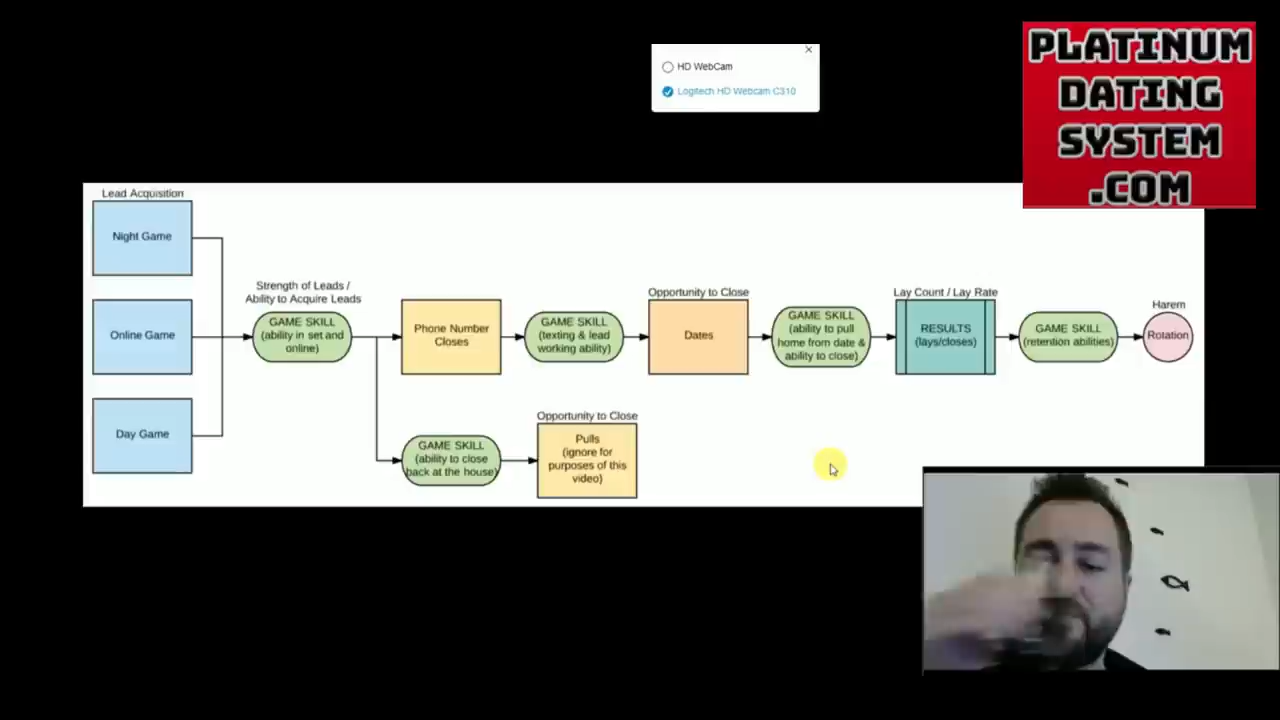 PLATINUM
DATING
SYSTEM
.COM
HD WebCam
Logitech HD Webcam C310
Lead Acquisition
Night Game
Online Game
Day Game
Strength of Leads /
Ability to Acquire Leads
GAME SKILL
(ability in set and
online)
Phone Number
Closes
GAME SKILL
(texting & lead
working ability)
Opportunity to Close
Dates
GAME SKILL
(ability to pull
home from date &
ability to close)
Lay Count / Lay Rate
RESULTS
(lays/closes)
GAME SKILL
(retention abilities)
Harem
Rotation
GAME SKILL
(ability to close
back at the house)
Opportunity to Close
Pulls
(ignore for
purposes of this
video)